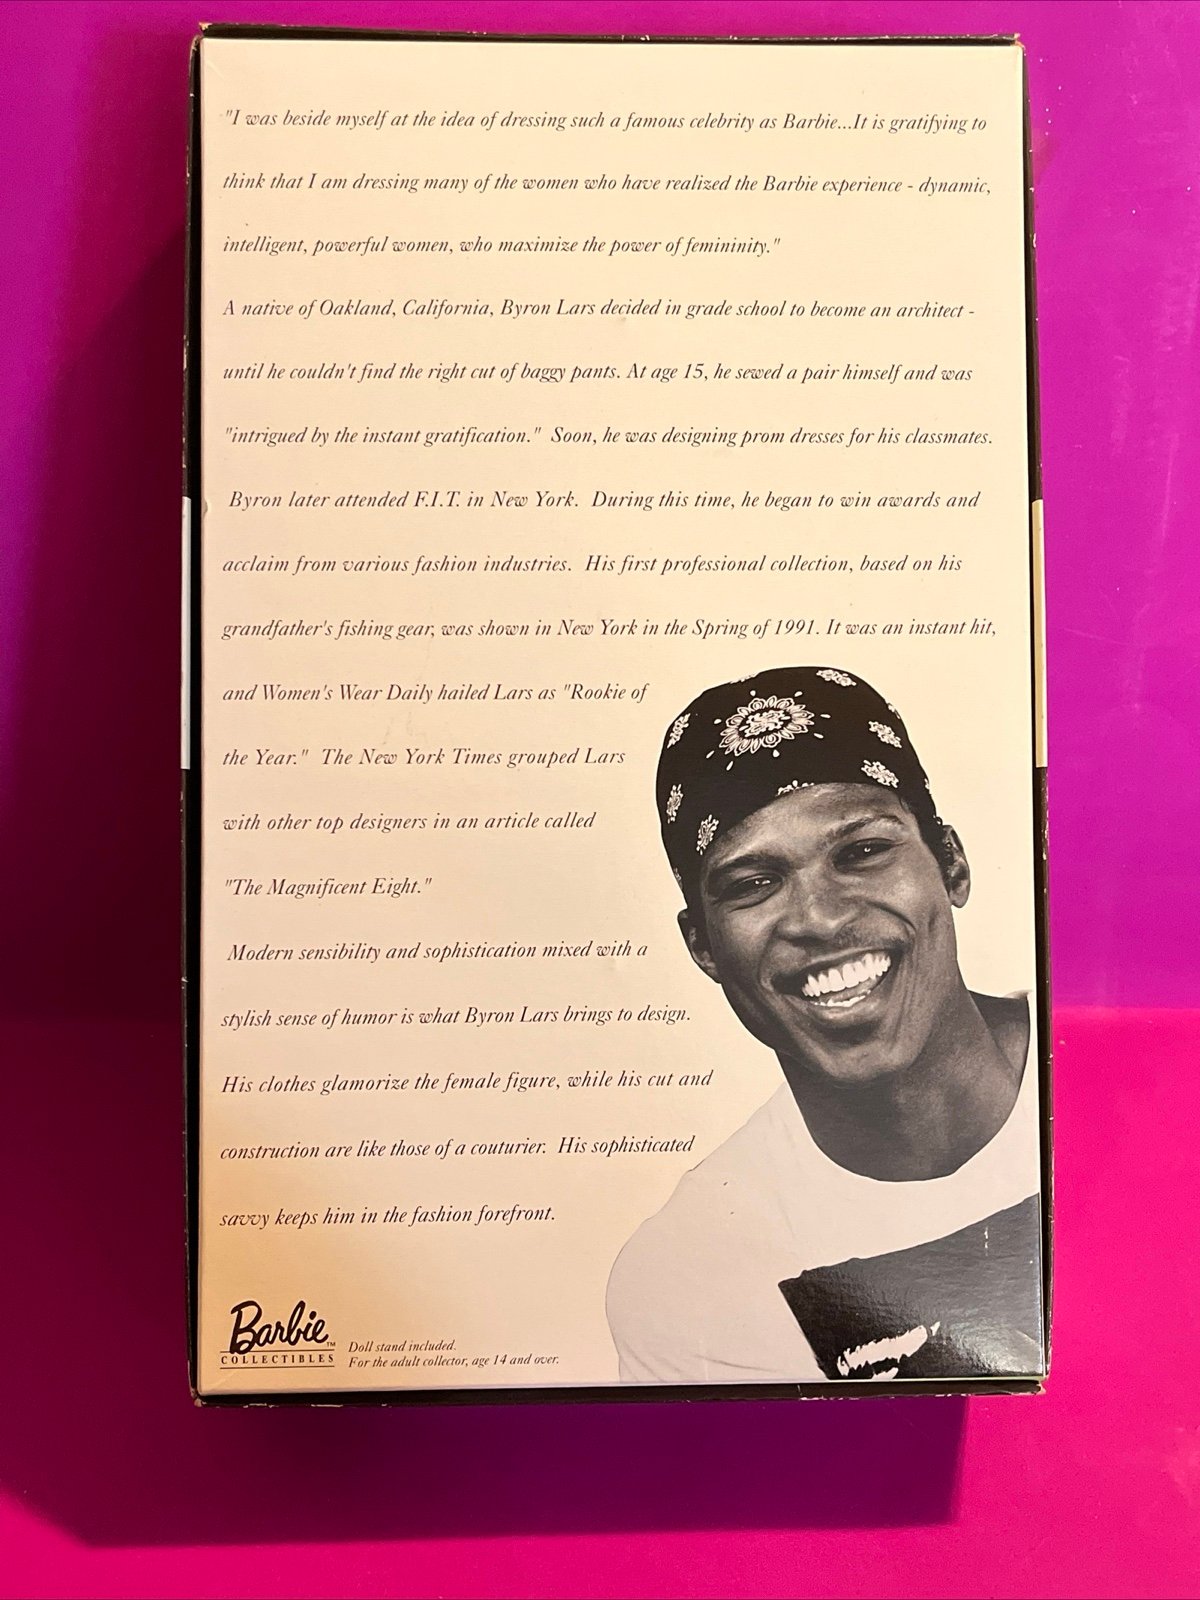 "I was beside myself at the idea of dressing such a famous celebrity as Barbie...It is gratifying to
think that I am dressing many of the women who have realized the Barbie experience - dynamic,
intelligent, powerful women, who maximize the power of femininity."
A native of Oakland, California, Byron Lars decided in grade school to become an architect -
until he couldn't find the right cut of baggy pants. At age 15, he sewed a pair himself and was
"intrigued by the instant gratification." Soon, he was designing prom dresses for his classmates.
Byron later attended F.I.T. in New York. During this time, he began to win awards and
acclaim from various fashion industries. His first professional collection, based on his
grandfather's fishing gear, was shown in New York in the Spring of 1991. It was an instant hit,
and Women's Wear Daily hailed Lars as "Rookie of
the Year." The New York Times grouped Lars
with other top designers in an article called
"The Magnificent Eight."
Modern sensibility and sophistication mixed with a
stylish sense of humor is what Byron Lars brings to design.
His clothes glamorize the female figure, while his cut and
construction are like those of a couturier. His sophisticated
savvy keeps him in the fashion forefront.
Barbie™
COLLECTIBLES
Doll stand included.
For the adult collector, age 14 and over.